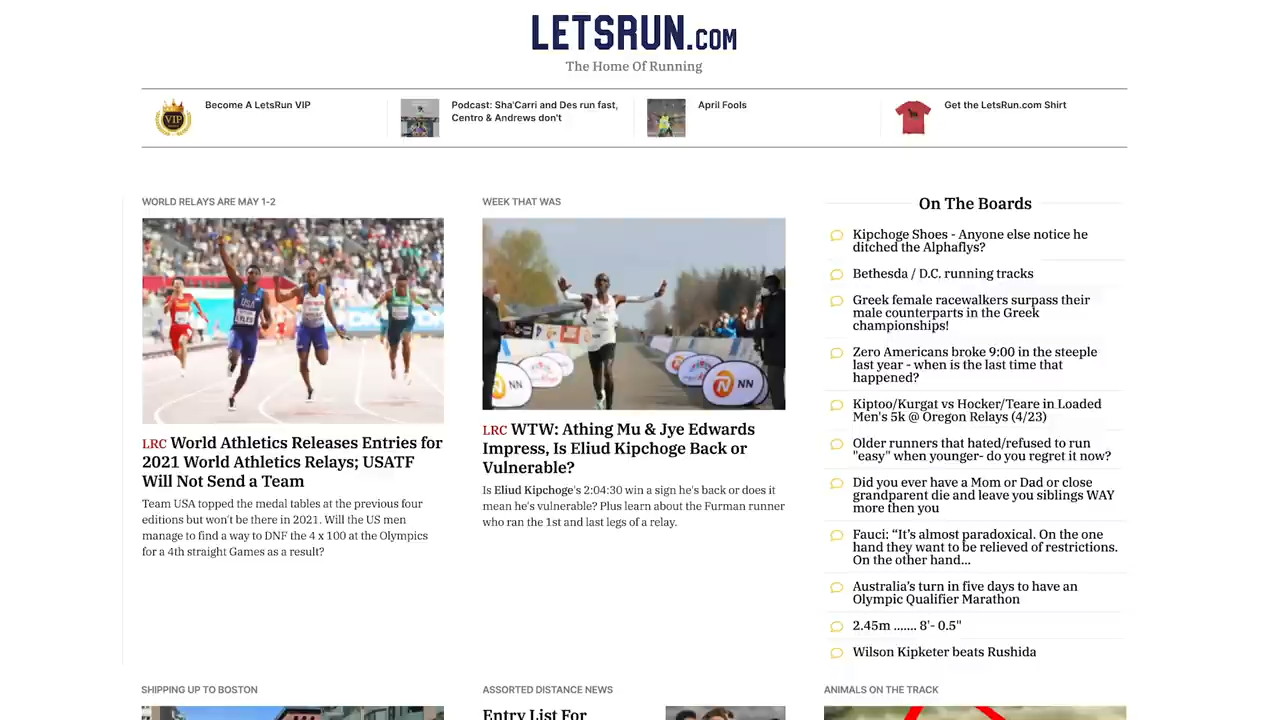 LETSRUN.COM
The Home Of Running
VIP
Become A LetsRun VIP
Podcast: Sha'Carri and Des run fast,
Centro & Andrews don't
April Fools
Get the LetsRun.com Shirt
WORLD RELAYS ARE MAY 1-2
USA
LYLES
LRC World Athletics Releases Entries for
2021 World Athletics Relays; USATF
Will Not Send a Team
Team USA topped the medal tables at the previous four
editions but won't be there in 2021. Will the US men
manage to find a way to DNF the 4 x 100 at the Olympics
for a 4th straight Games as a result?
WEEK THAT WAS
NN
NN
LRC WTW: Athing Mu & Jye Edwards
Impress, Is Eliud Kipchoge Back or
Vulnerable?
Is Eliud Kipchoge's 2:04:30 win a sign he's back or does it
mean he's vulnerable? Plus learn about the Furman runner
who ran the 1st and last legs of a relay.
On The Boards
Kipchoge Shoes - Anyone else notice he
ditched the Alphaflys?
Bethesda / D.C. running tracks
Greek female racewalkers surpass their
male counterparts in the Greek
championships!
Zero Americans broke 9:00 in the steeple
last year - when is the last time that
happened?
Kiptoo/Kurgat vs Hocker/Teare in Loaded
Men's 5k @ Oregon Relays (4/23)
Older runners that hated/refused to run
"easy" when younger- do you regret it now?
Did you ever have a Mom or Dad or close
grandparent die and leave you siblings WAY
more then you
Fauci: “It’s almost paradoxical. On the one
hand they want to be relieved of restrictions.
On the other hand...
Australia’s turn in five days to have an
Olympic Qualifier Marathon
2.45m ....... 8'- 0.5"
Wilson Kipketer beats Rushida
SHIPPING UP TO BOSTON
ASSORTED DISTANCE NEWS
Entry List For
ANIMALS ON THE TRACK